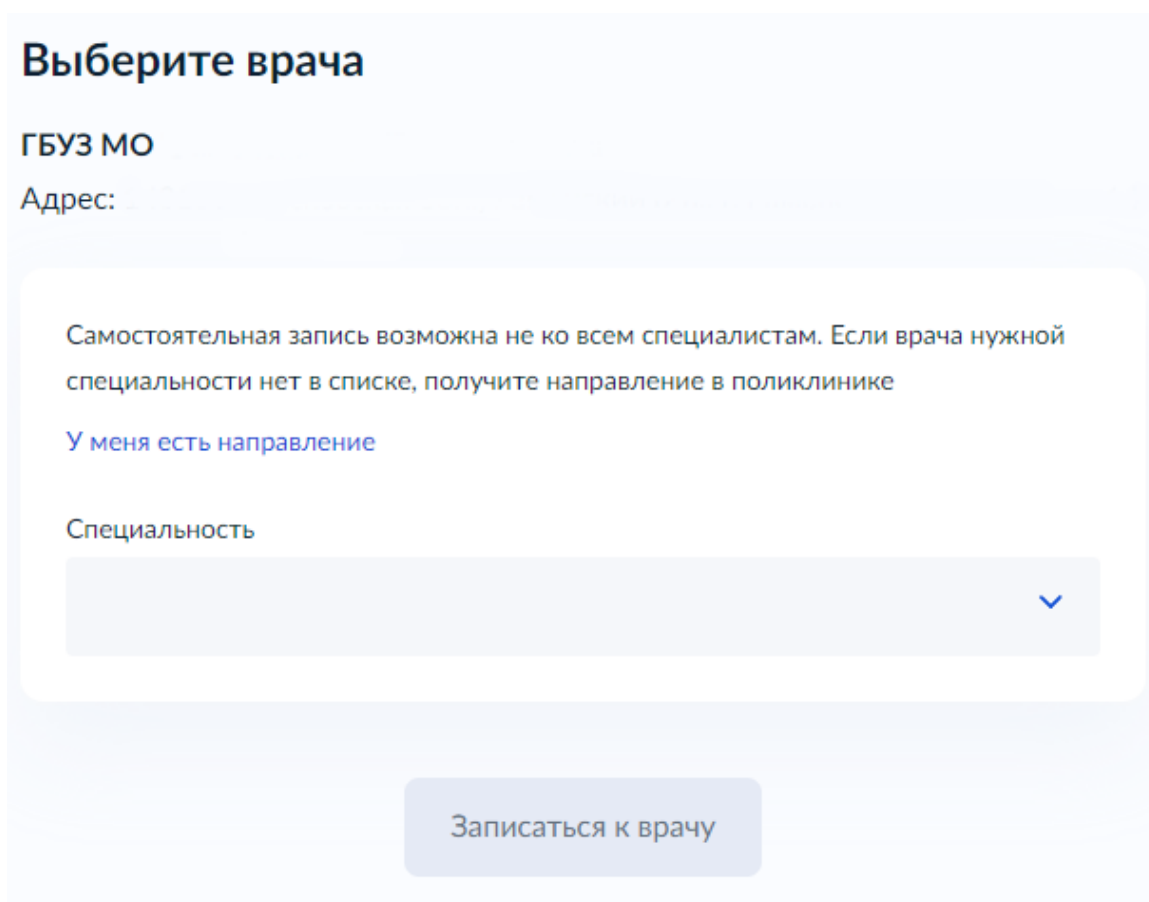 Выберите врача
ГБУЗ МО
Адрес:
Самостоятельная запись возможна не ко всем специалистам. Если врача нужной
специальности нет в списке, получите направление в поликлинике
У меня есть направление
Специальность
Записаться к врачу